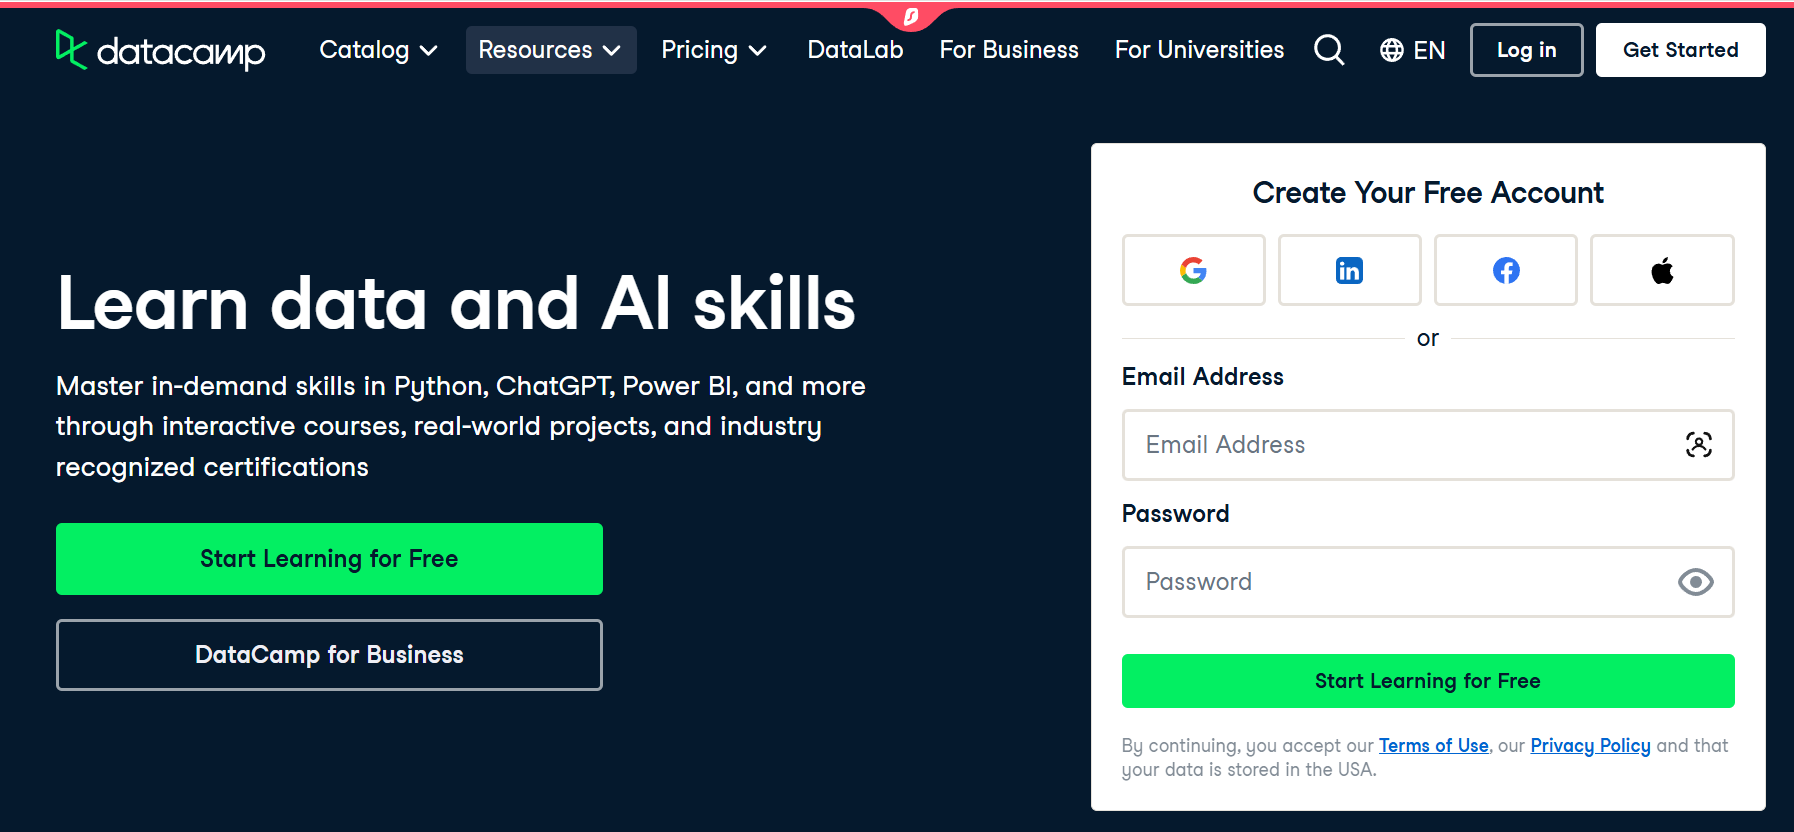 datacamp
Catalog
Resources
Pricing
DataLab
For Business
For Universities
EN
Log in
Get Started
Learn data and AI skills
Master in-demand skills in Python, ChatGPT, Power BI, and more
through interactive courses, real-world projects, and industry
recognized certifications
Start Learning for Free
DataCamp for Business
Create Your Free Account
or
Email Address
Email Address
Password
Password
Start Learning for Free
By continuing, you accept our Terms of Use, our Privacy Policy and that
your data is stored in the USA.